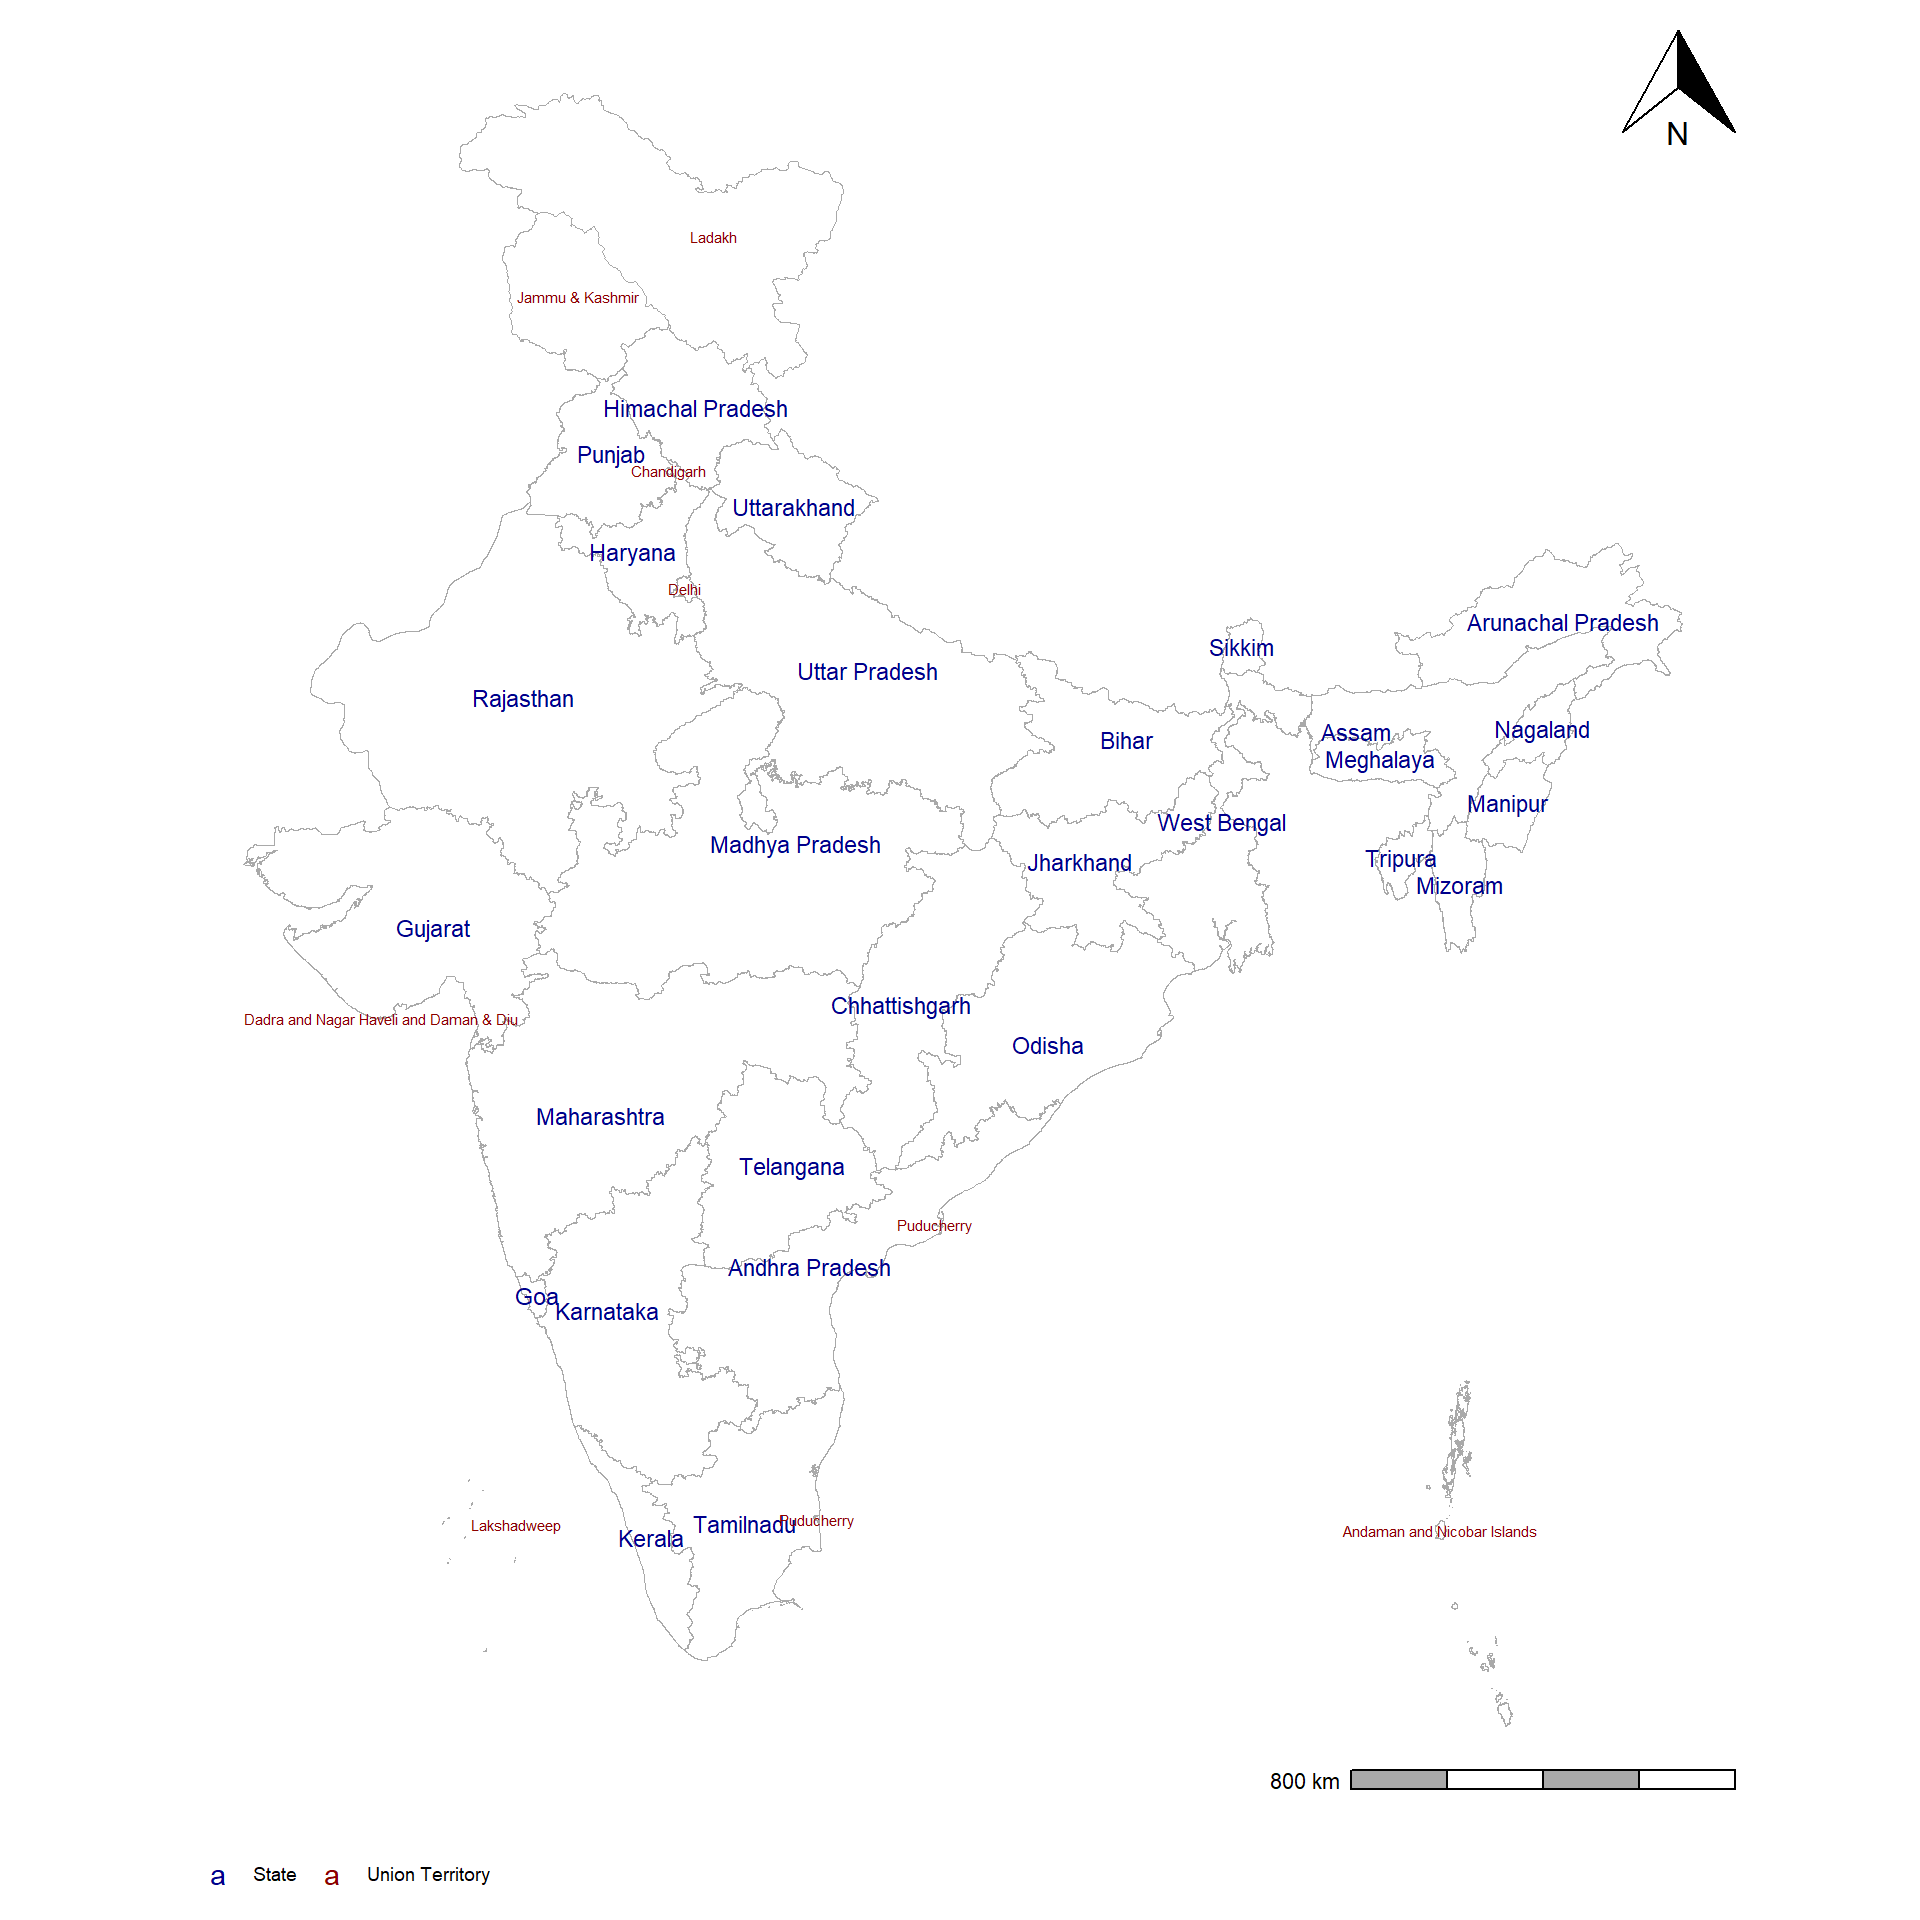 N
Ladakh
Jammu & Kashmir
Himachal Pradesh
Punjab
Chandigarh
Uttarakhand
Haryana
Delhi
Arunachal Pradesh
Sikkim
Uttar Pradesh
Rajasthan
Nagaland
Assam
Bihar
Meghalaya
Manipur
West Bengal
Madhya Pradesh
Tripura
Jharkhand
Mizoram
Gujarat
Chhattishgarh
Dadra and Nagar Haveli and Daman & Diu
Odisha
Maharashtra
Telangana
Puducherry
Andhra Pradesh
Goa
Karnataka
Puducherry
Tamilnadu
Lakshadweep
Andaman and Nicobar Islands
Kerala
800 km
a State a Union Territory